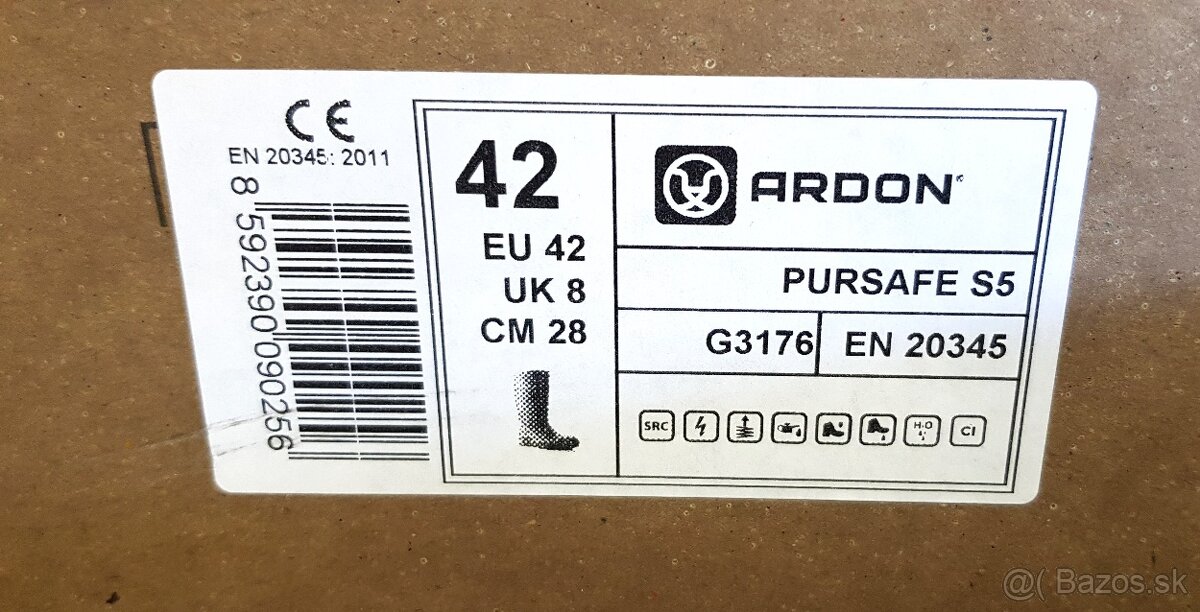 CE
EN 20345: 2011
8 592390 090256
42
EU 42
UK 8
CM 28
ARDON
PURSAFE S5
G3176
EN 20345
SRC
H₂O
CI
@( Bazos.sk